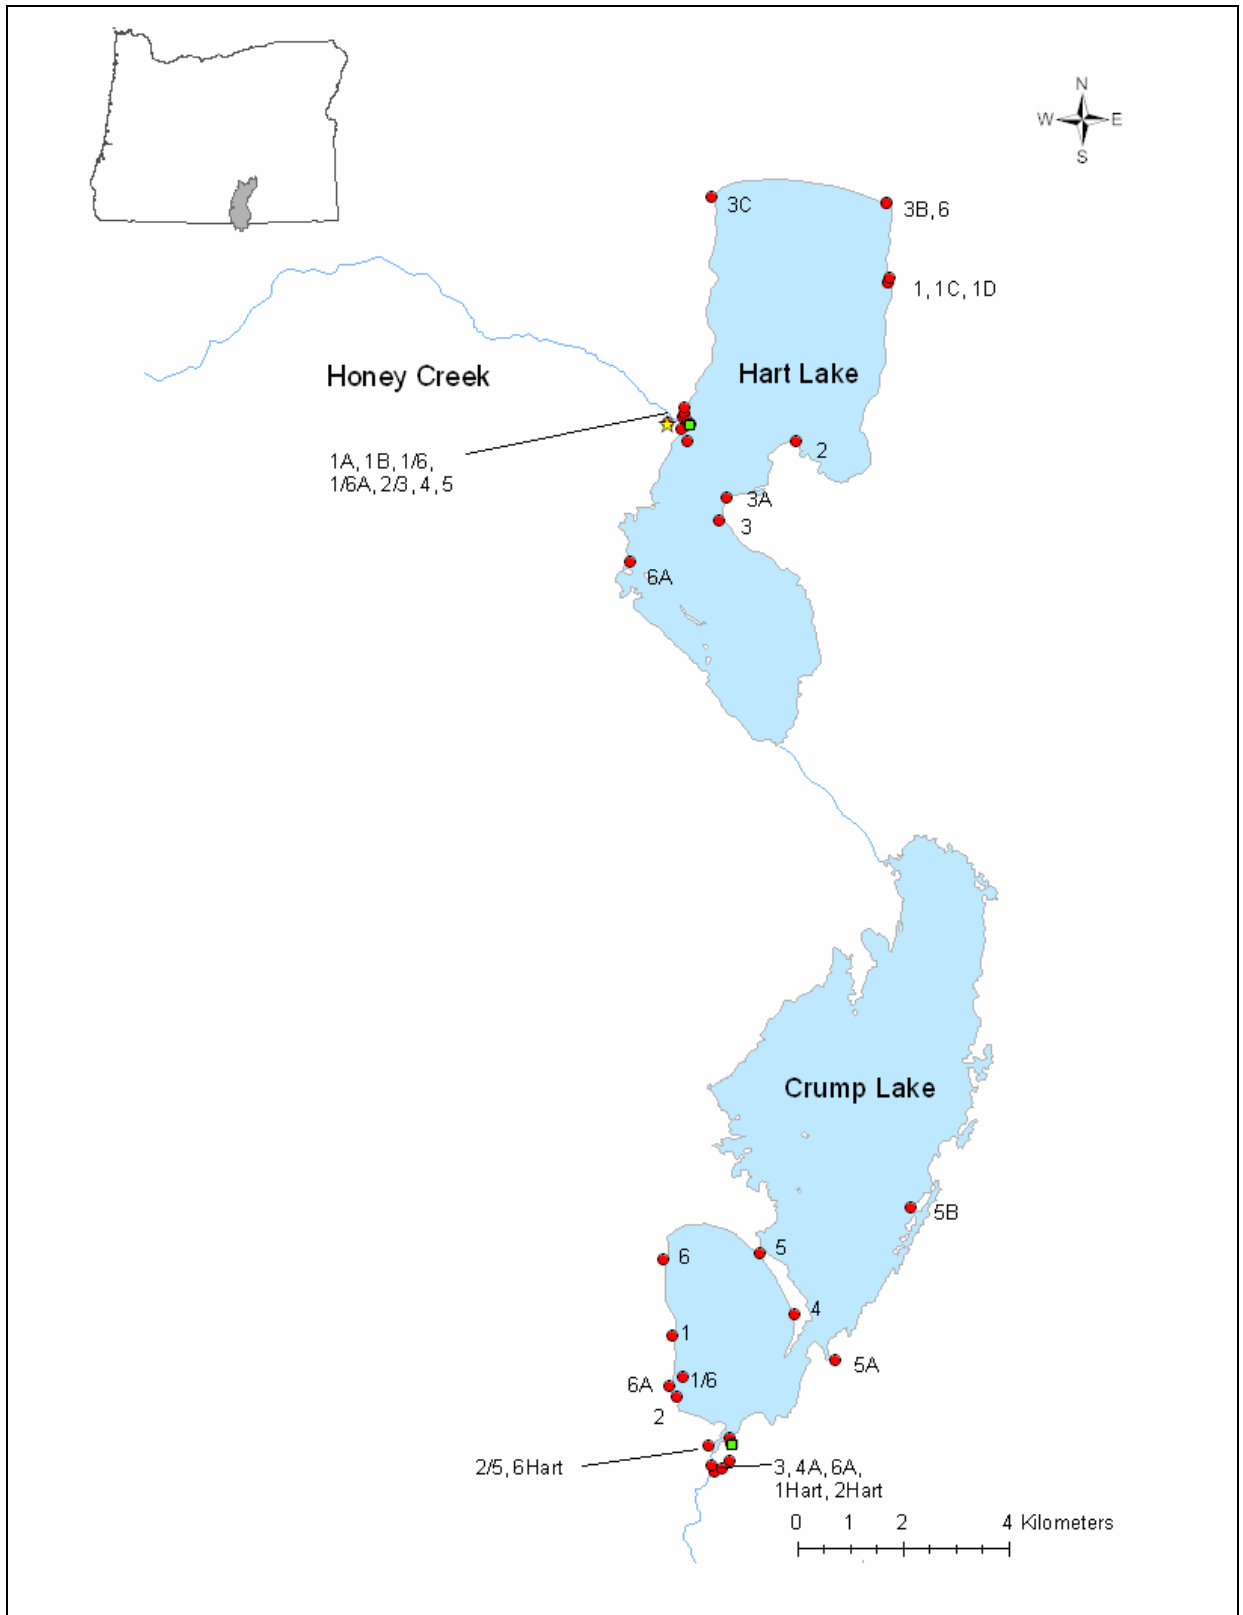 N
W E
S
3C
3B, 6
1, 1C, 1D
Honey Creek
Hart Lake
2
1A, 1B, 1/6,
1/6A, 2/3, 4, 5
3A
3
6A
Crump Lake
5B
5
6
4
1
5A
1/6
6A
2
2/5, 6Hart
3, 4A, 6A,
1Hart, 2Hart
0 1 2 4 Kilometers